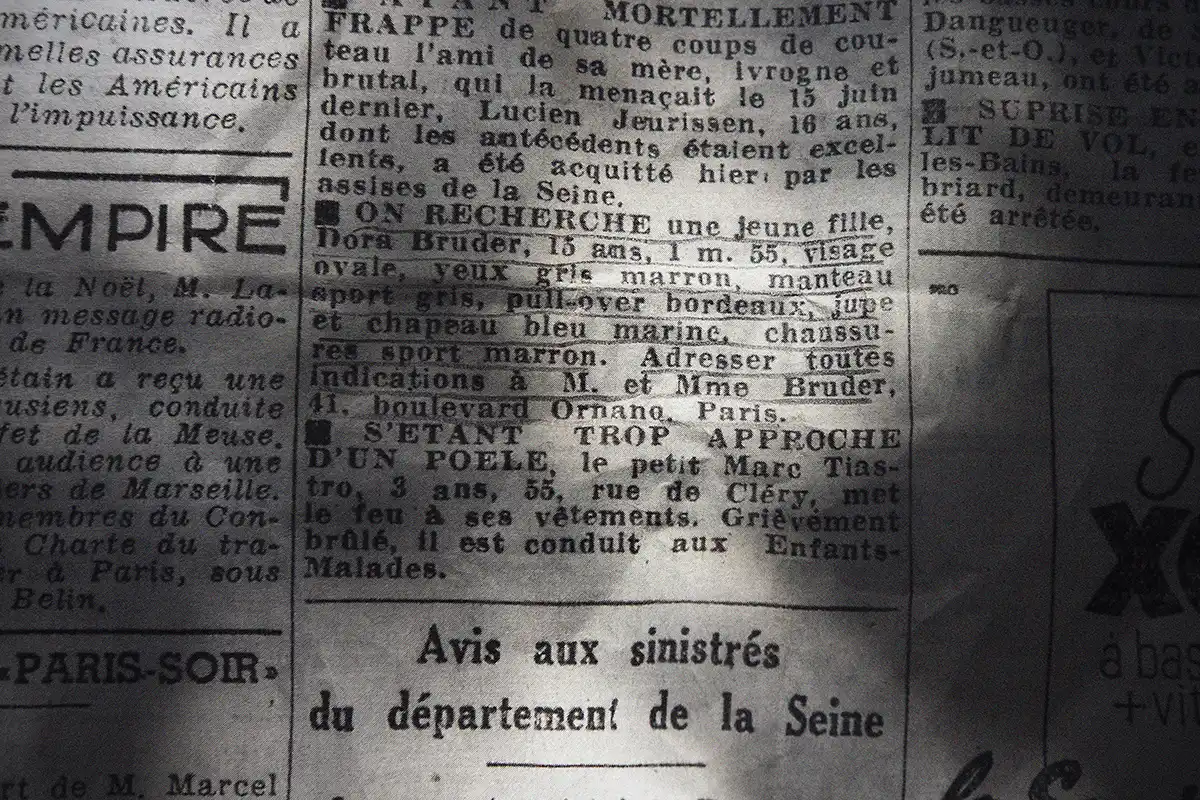 méricaines. Il a
melles assurances
t les Américains
l'impuissance.
EMPIRE
la Noël, M. La-
n message radio-
de France.
étain a reçu une
usiens, conduite
fet de la Meuse.
audience à une
iers de Marseille.
membres du Con-
Charte du tra-
er à Paris, sous
Belin.
«PARIS-SOIR»
rt de M. Marcel
AYANT MORTELLEMENT
FRAPPE de quatre coups de cou-
teau l'ami de sa mère, ivrogne et
brutal, qui la menaçait le 15 juin
dernier, Lucien Jeurissen, 16 ans,
dont les antécédents étaient excel-
lents, a été acquitté hier par les
assises de la Seine.
ON RECHERCHE une jeune fille,
Dora Bruder, 15 ans, 1 m. 55, visage
ovale, yeux gris marron, manteau
sport gris, pull-over bordeaux, jupe
et chapeau bleu marine, chaussu-
res sport marron. Adresser toutes
indications à M. et Mme Bruder,
41, boulevard Ornano, Paris.
S'ETANT TROP APPROCHE
D'UN POELE, le petit Marc Tias-
tro, 3 ans, 55, rue de Cléry, met
le feu à ses vêtements. Grièvement
brûlé, il est conduit aux Enfants-
Malades.
Avis aux sinistrés
du département de la Seine
Dangueuger, de
(S.-et-O.), et Vict
jumeau, ont été a
SUPRISE EN
LIT DE VOL, e
les-Bains, la fe
briard, demeuran
été arrêtée.
à bas
+ vil